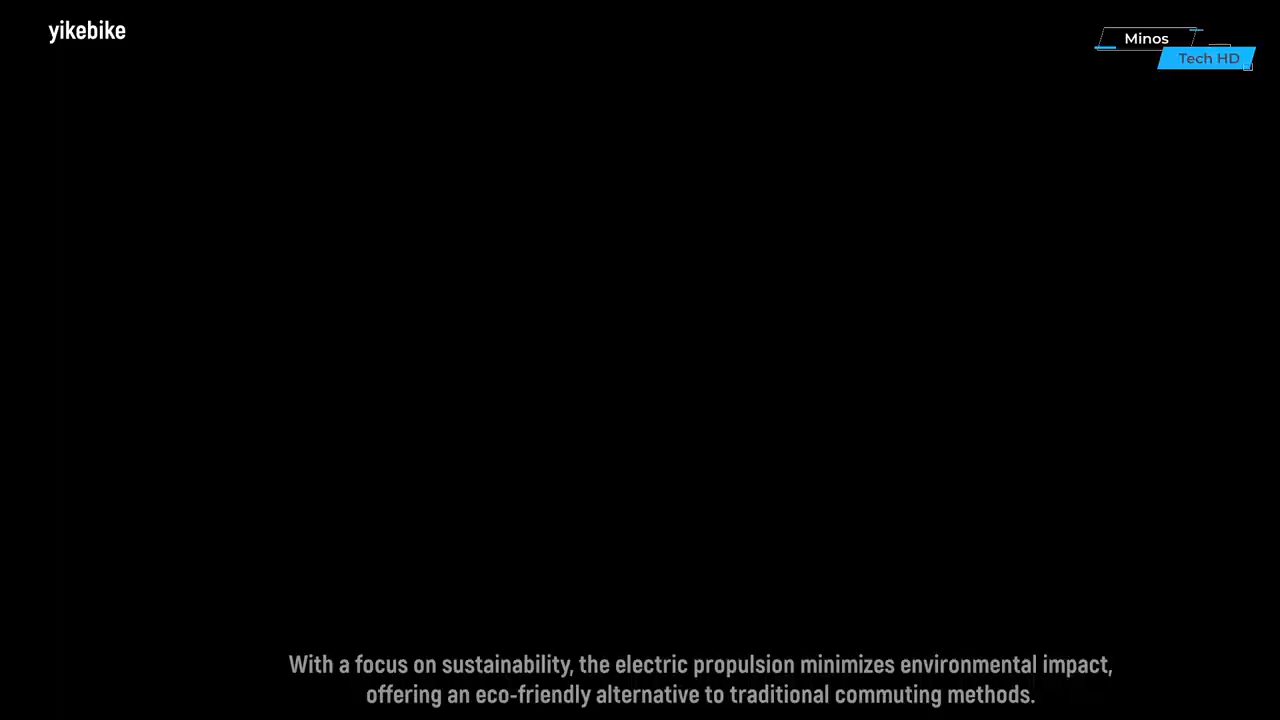 yikebike
Minos
Tech HD
With a focus on sustainability, the electric propulsion minimizes environmental impact,
offering an eco-friendly alternative to traditional commuting methods.